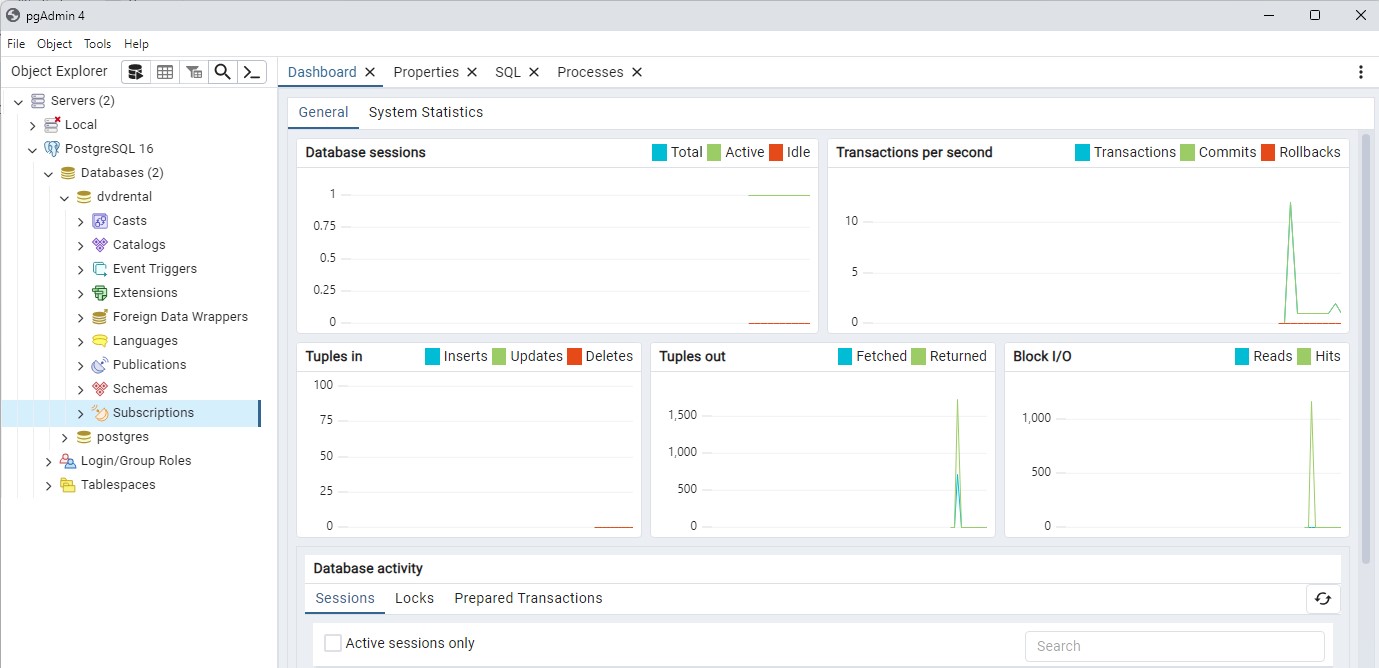 pgAdmin 4
File Object Tools Help
Object Explorer
Dashboard Properties SQL Processes
Servers (2)
Local
PostgreSQL 16
Databases (2)
dvdrental
Casts
Catalogs
Event Triggers
Extensions
Foreign Data Wrappers
Languages
Publications
Schemas
Subscriptions
postgres
Login/Group Roles
Tablespaces
General System Statistics
Database sessions Total Active Idle
1
0.75
0.5
0.25
0
Transactions per second Transactions Commits Rollbacks
10
5
0
Tuples in Inserts Updates Deletes
100
75
50
25
0
Tuples out Fetched Returned
1,500
1,000
500
0
Block I/O Reads Hits
1,000
500
0
Database activity
Sessions Locks Prepared Transactions
Active sessions only Search